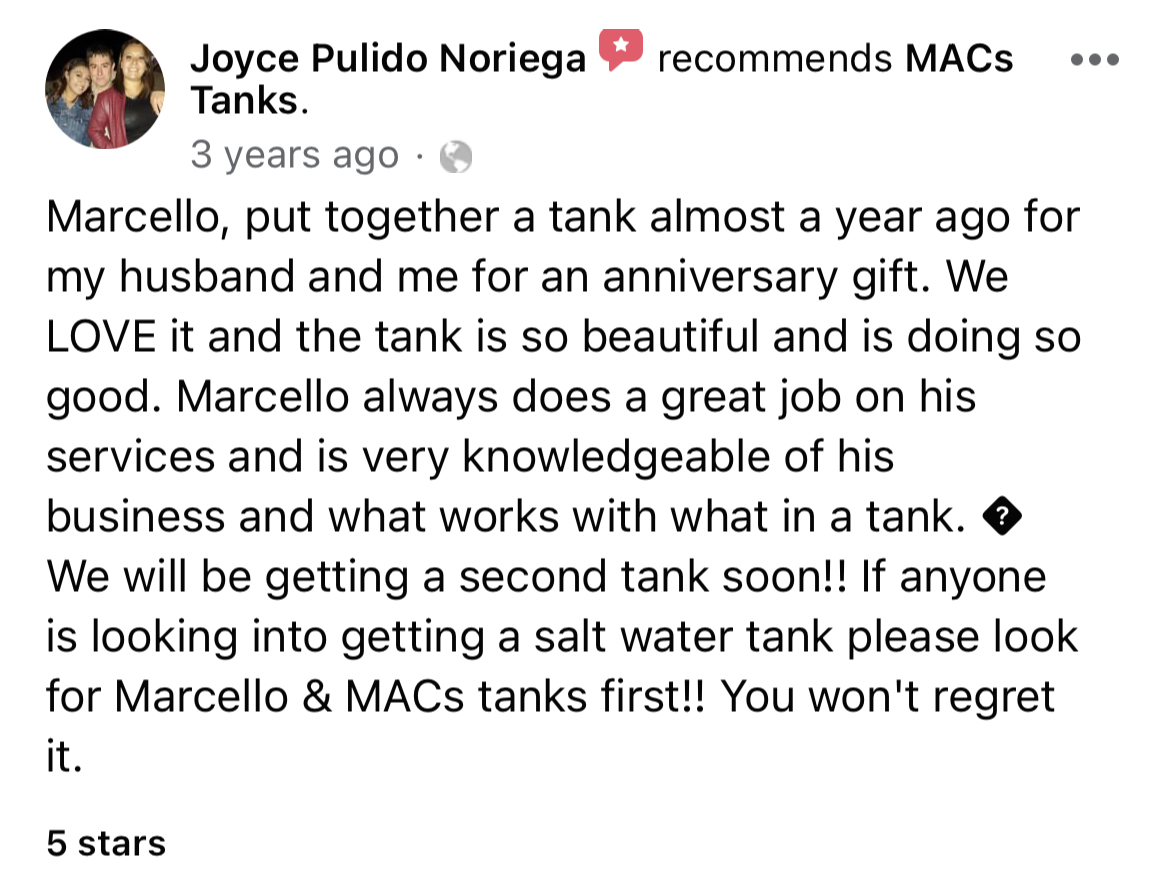 Joyce Pulido Noriega recommends MACs
Tanks.
3 years ago ·
Marcello, put together a tank almost a year ago for
my husband and me for an anniversary gift. We
LOVE it and the tank is so beautiful and is doing so
good. Marcello always does a great job on his
services and is very knowledgeable of his
business and what works with what in a tank. �
We will be getting a second tank soon!! If anyone
is looking into getting a salt water tank please look
for Marcello & MACs tanks first!! You won't regret
it.
5 stars